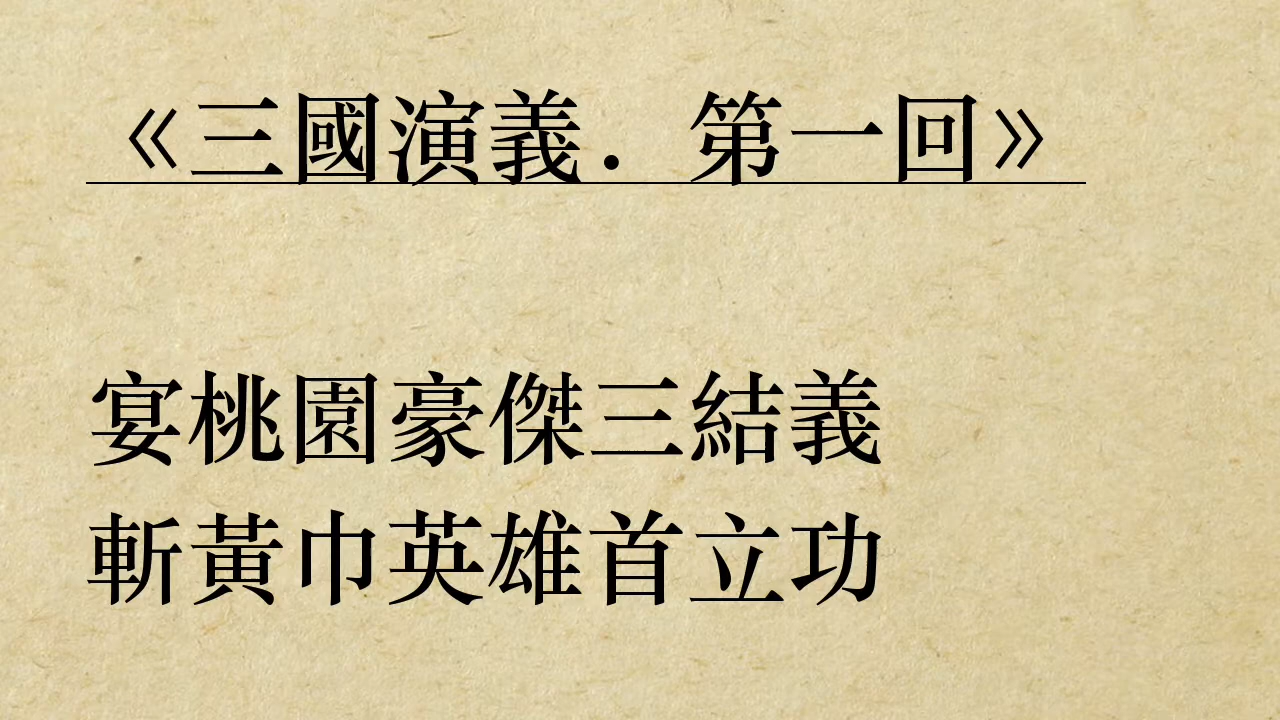 《三國演義．第一回》
宴桃園豪傑三結義
斬黃巾英雄首立功